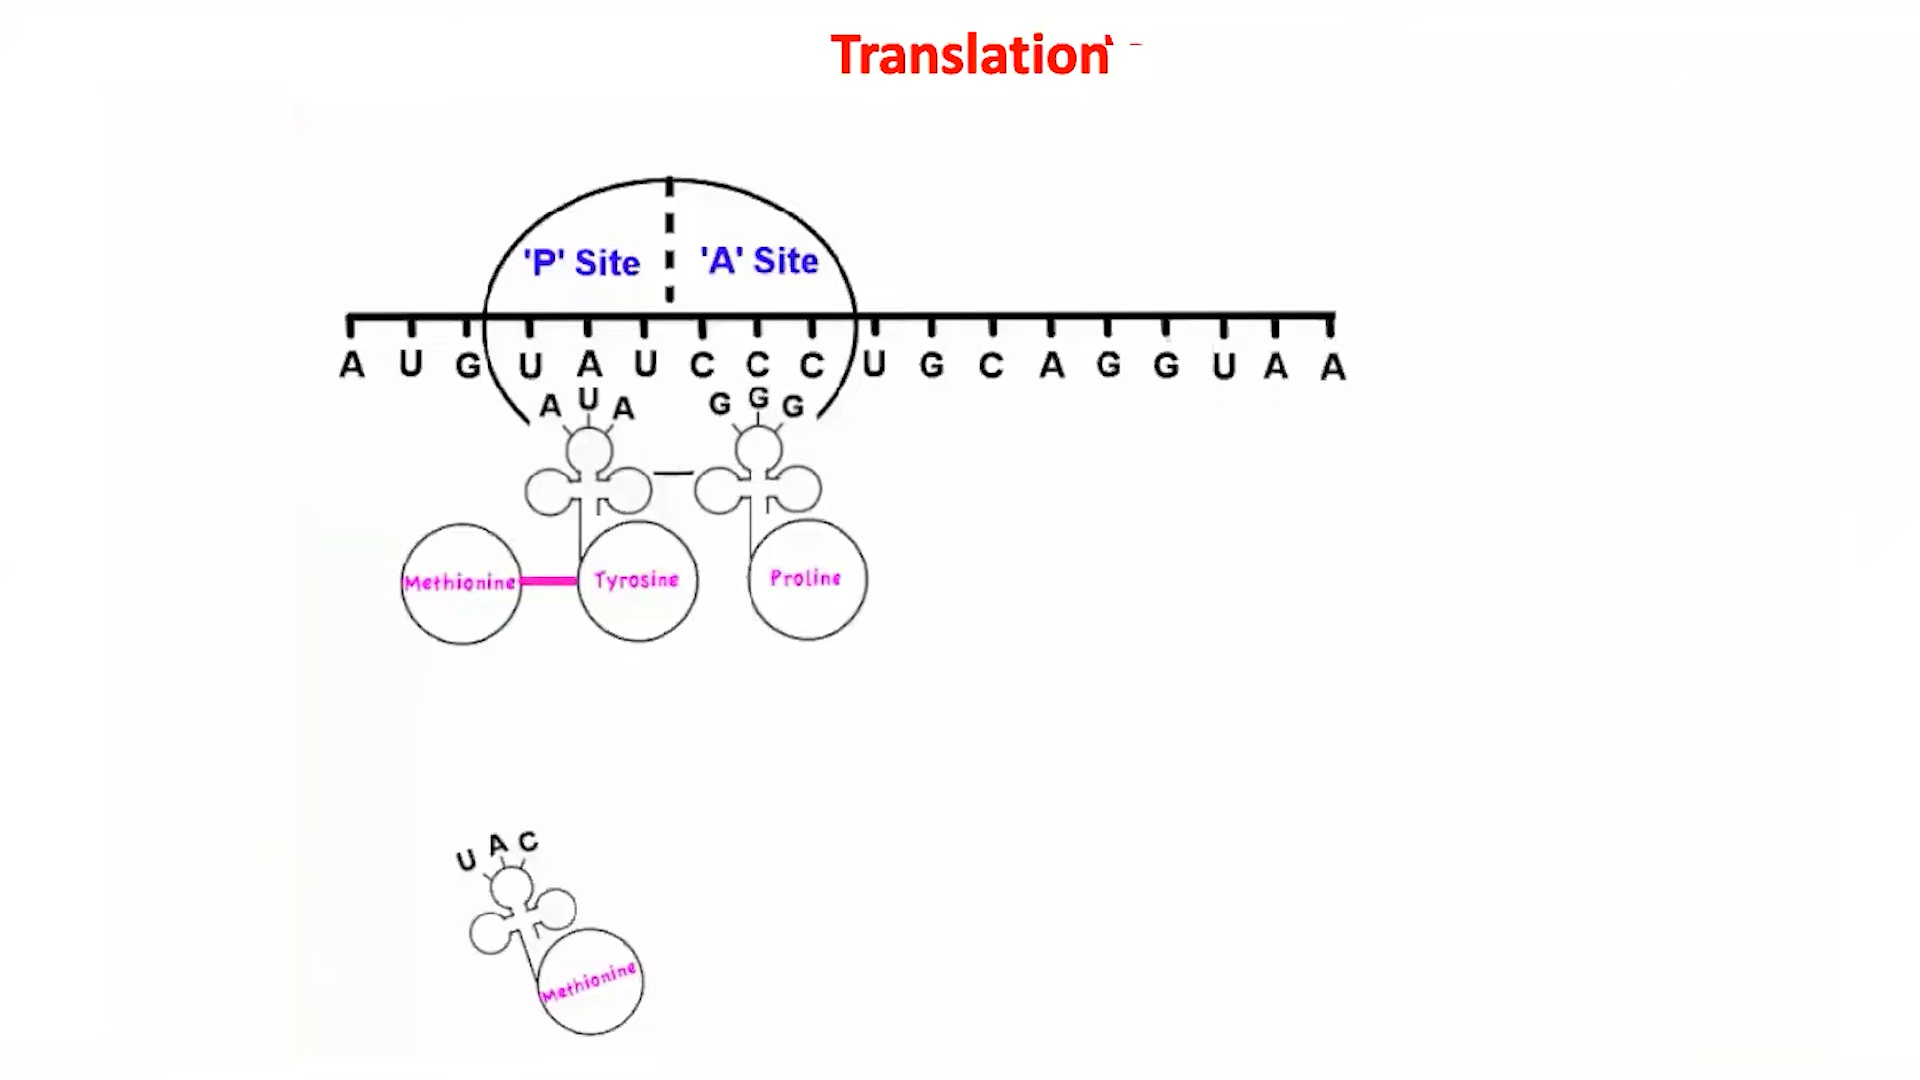 Translation
'P' Site 'A' Site
A U G U A U C C C U G C A G G U A A
A U A G G G
Methionine Tyrosine Proline
U A C
Methionine